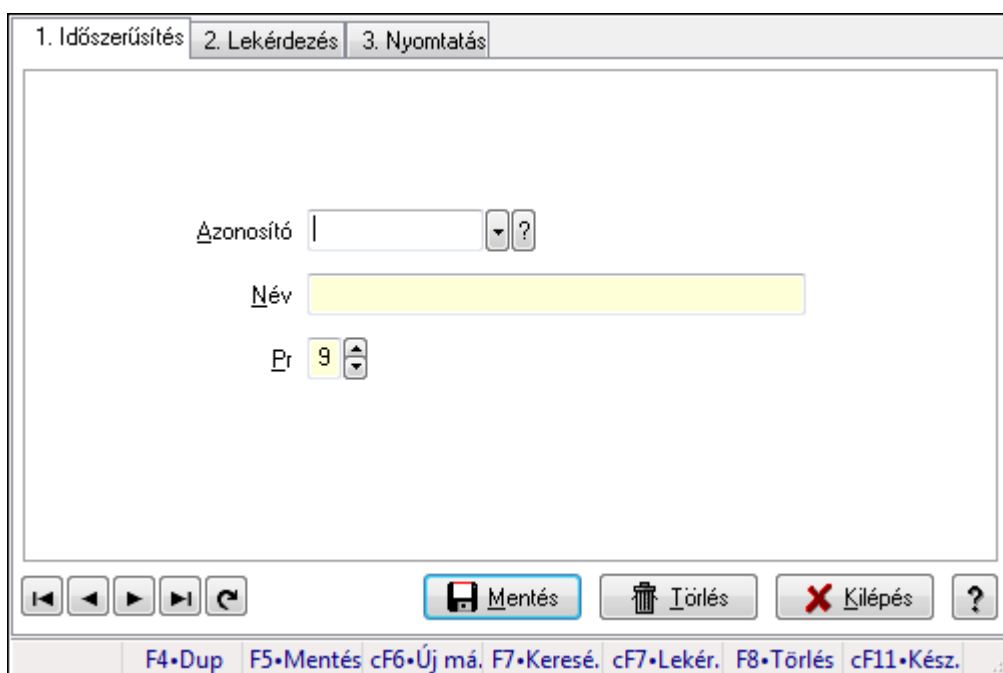 1. Időszerűsítés 2. Lekérdezés 3. Nyomtatás
Azonosító ?
Név
Pr 9
Mentés Törlés Kilépés ?
F4•Dup F5•Mentés cF6•Új má. F7•Keresé. cF7•Lekér. F8•Törlés cF11•Kész.